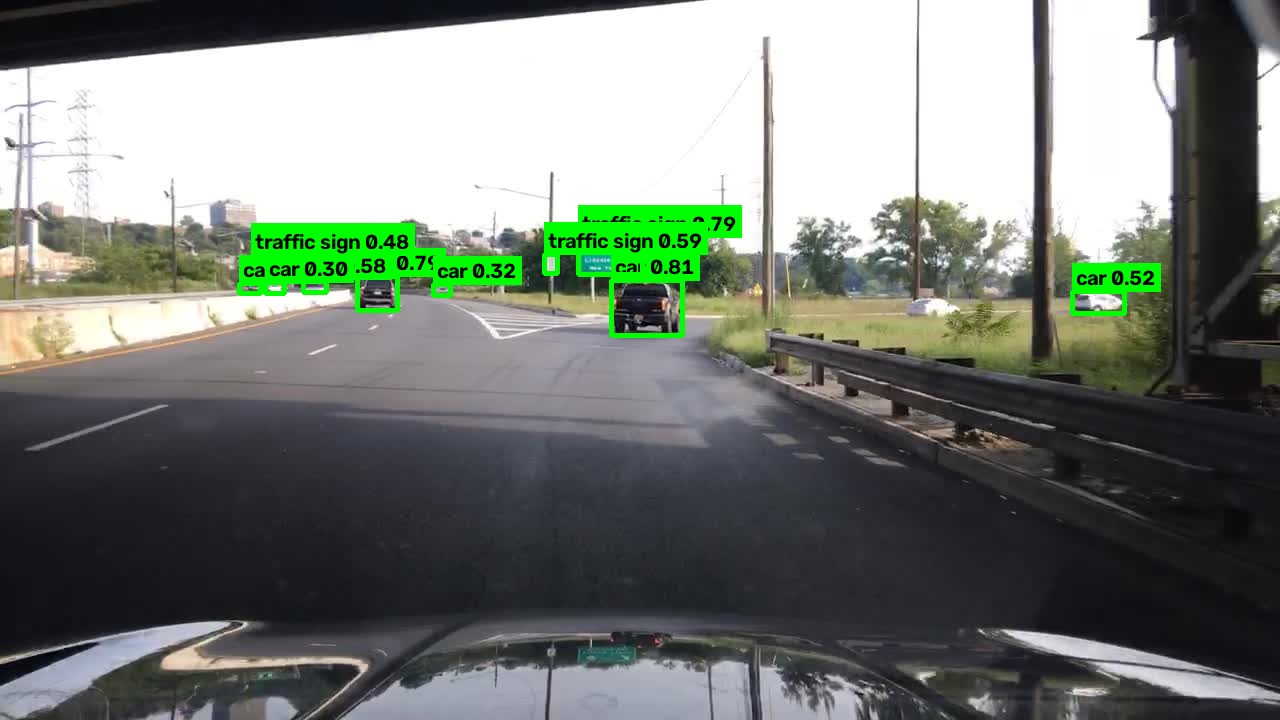 traffic sign 0.79
traffic sign 0.48
traffic sign 0.59
ca
car 0.30
.58
0.79
car 0.32
car 0.81
car 0.52